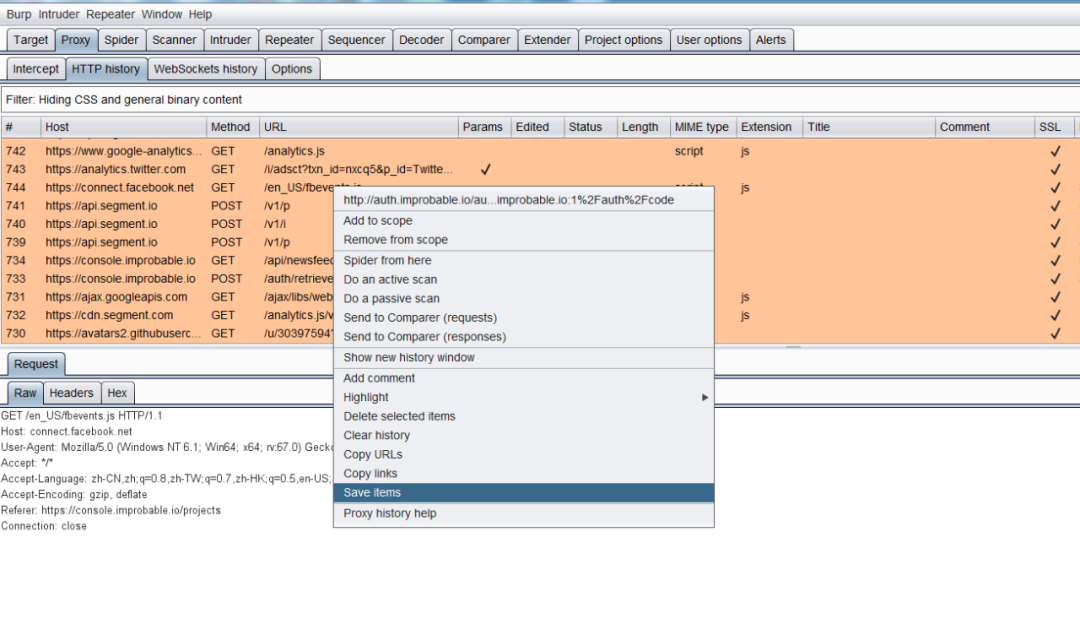 Burp Intruder Repeater Window Help
Target Proxy Spider Scanner Intruder Repeater Sequencer Decoder Comparer Extender Project options User options Alerts
Intercept HTTP history WebSockets history Options
Filter: Hiding CSS and general binary content
# Host Method URL Params Edited Status Length MIME type Extension Title Comment SSL
742 https://www.google-analytics... GET /analytics.js script js ✓
743 https://analytics.twitter.com GET /i/adsct?txn_id=nxcq5&p_id=Twitte... ✓ ✓
744 https://connect.facebook.net GET /en_US/fbevents.js script js ✓
741 https://api.segment.io POST /v1/p ✓
740 https://api.segment.io POST /v1/i ✓
739 https://api.segment.io POST /v1/p ✓
734 https://console.improbable.io GET /api/newsfeed ✓
733 https://console.improbable.io POST /auth/retrieve ✓
731 https://ajax.googleapis.com GET /ajax/libs/web js ✓
732 https://cdn.segment.com GET /analytics.js/v js ✓
730 https://avatars2.githubuserc... GET /u/30397594? ✓
http://auth.improbable.io/au...improbable.io:1%2Fauth%2Fcode
Add to scope
Remove from scope
Spider from here
Do an active scan
Do a passive scan
Send to Comparer (requests)
Send to Comparer (responses)
Show new history window
Add comment
Highlight
Delete selected items
Clear history
Copy URLs
Copy links
Save items
Proxy history help
Request
Raw Headers Hex
GET /en_US/fbevents.js HTTP/1.1
Host: connect.facebook.net
User-Agent: Mozilla/5.0 (Windows NT 6.1; Win64; x64; rv:67.0) Gecko
Accept: */*
Accept-Language: zh-CN,zh;q=0.8,zh-TW;q=0.7,zh-HK;q=0.5,en-US;
Accept-Encoding: gzip, deflate
Referer: https://console.improbable.io/projects
Connection: close